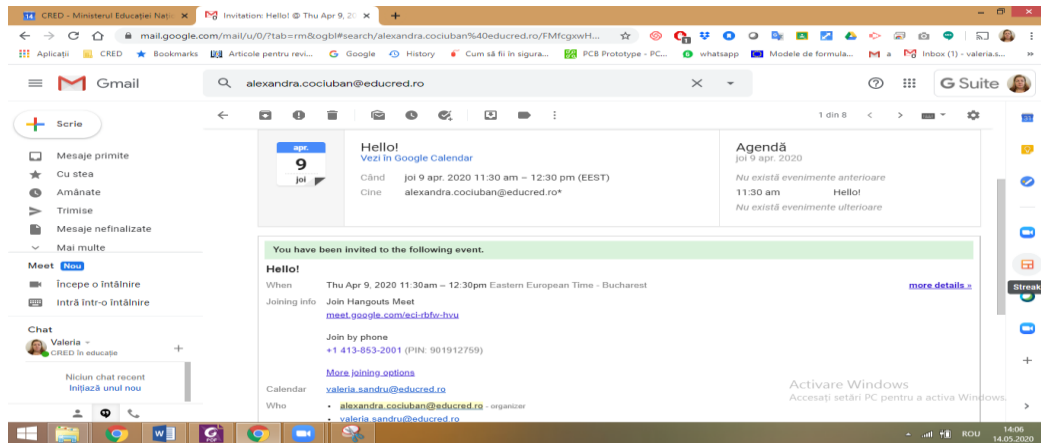 CRED - Ministerul Educației Națio
Invitation: Hello! @ Thu Apr 9, 20
mail.google.com/mail/u/0/?tab=rm&ogbl#search/alexandra.cociuban%40educred.ro/FMfcgxwH...
Aplicații
CRED
Bookmarks
Articole pentru revi...
Google
History
Cum să fii în sigura...
PCB Prototype - PC...
whatsapp
Modele de formula...
a
Inbox (1) - valeria.s...
Gmail
alexandra.cociuban@educred.ro
G Suite
Scrie
1 din 8
Mesaje primite
Cu stea
Amânate
Trimise
Mesaje nefinalizate
Mai multe
Meet Nou
Începe o întâlnire
Intră într-o întâlnire
Chat
Valeria
CRED în educație
Niciun chat recent
Inițiază unul nou
apr.
9
joi
Hello!
Vezi în Google Calendar
Când joi 9 apr. 2020 11:30 am – 12:30 pm (EEST)
Cine alexandra.cociuban@educred.ro*
Agendă
joi 9 apr. 2020
Nu există evenimente anterioare
11:30 am Hello!
Nu există evenimente ulterioare
You have been invited to the following event.
Hello!
When Thu Apr 9, 2020 11:30am – 12:30pm Eastern European Time - Bucharest
more details »
Joining info Join Hangouts Meet
meet.google.com/eci-rbfw-hvu
Join by phone
+1 413-853-2001 (PIN: 901912759)
More joining options
Calendar valeria.sandru@educred.ro
Who • alexandra.cociuban@educred.ro - organizer
• valeria.sandru@educred.ro
Streak
Activare Windows
Accesați setări PC pentru a activa Windows.
ROU
14:06
14.05.2020